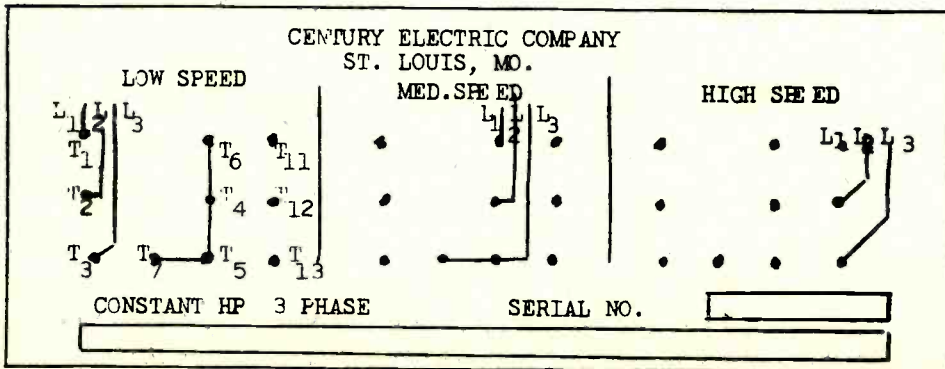 CENTURY ELECTRIC COMPANY
ST. LOUIS, MO.
LOW SPEED
MED. SPEED
HIGH SPEED
L1 L2 L3
L1 L2 L3
L1 L2 L3
T1 T6 T11
T2 T4 T12
T3 T7 T5 T13
CONSTANT HP 3 PHASE SERIAL NO.